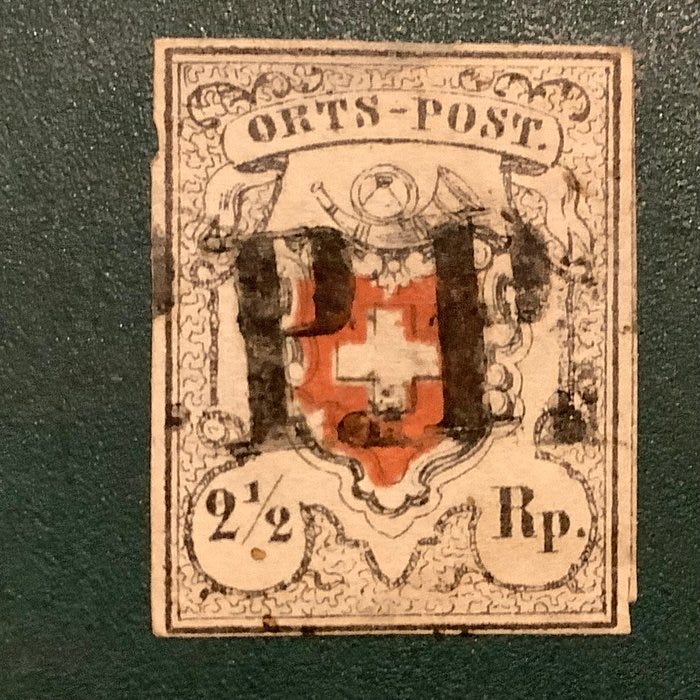 ORTS-POST.
P.P.
2 1/2 Rp.